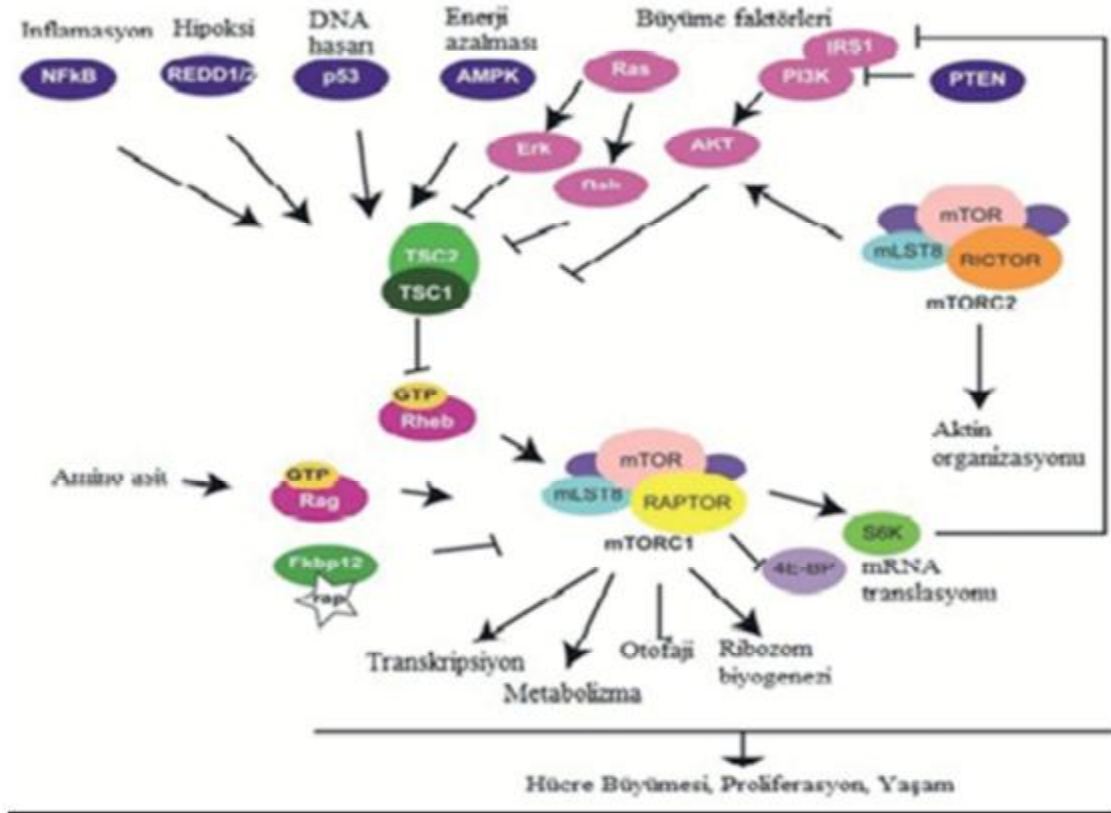 Inflamasyon
Hipoksi
DNA
hasarı
Enerji
azalması
Büyüme faktörleri
NFkB
REDD1/2
p53
AMPK
Ras
IRS1
PI3K
PTEN
Erk
AKT
TSC2
TSC1
mTOR
mLST8
RICTOR
mTORC2
GTP
Rheb
Aktin
organizasyonu
Amino asit
GTP
Rag
mTOR
mLST8
RAPTOR
mTORC1
S6K
Fkbp12
rap
4E-BP
mRNA
translasyonu
Transkripsiyon
Metabolizma
Otofaji
Ribozom
biyogenezi
Hücre Büyümesi, Proliferasyon, Yaşam